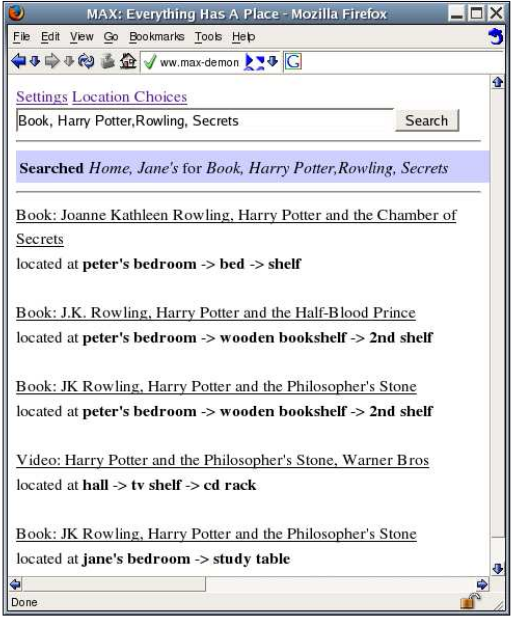 MAX: Everything Has A Place - Mozilla Firefox
File Edit View Go Bookmarks Tools Help
ww.max-demon
G
Settings Location Choices
Book, Harry Potter,Rowling, Secrets Search
Searched Home, Jane's for Book, Harry Potter,Rowling, Secrets
Book: Joanne Kathleen Rowling, Harry Potter and the Chamber of
Secrets
located at peter's bedroom -> bed -> shelf
Book: J.K. Rowling, Harry Potter and the Half-Blood Prince
located at peter's bedroom -> wooden bookshelf -> 2nd shelf
Book: JK Rowling, Harry Potter and the Philosopher's Stone
located at peter's bedroom -> wooden bookshelf -> 2nd shelf
Video: Harry Potter and the Philosopher's Stone, Warner Bros
located at hall -> tv shelf -> cd rack
Book: JK Rowling, Harry Potter and the Philosopher's Stone
located at jane's bedroom -> study table
Done